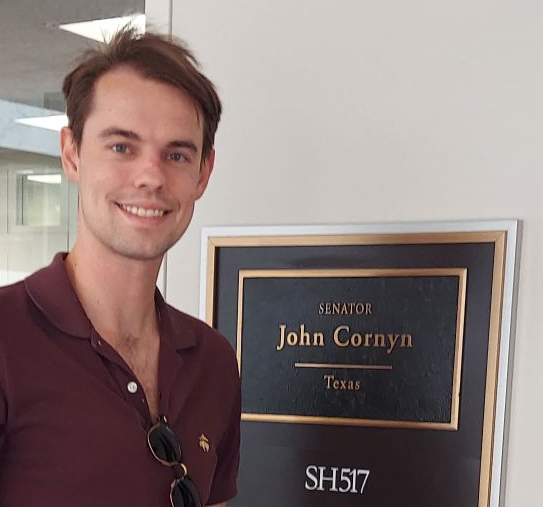 SENATOR
John Cornyn
Texas
SH517